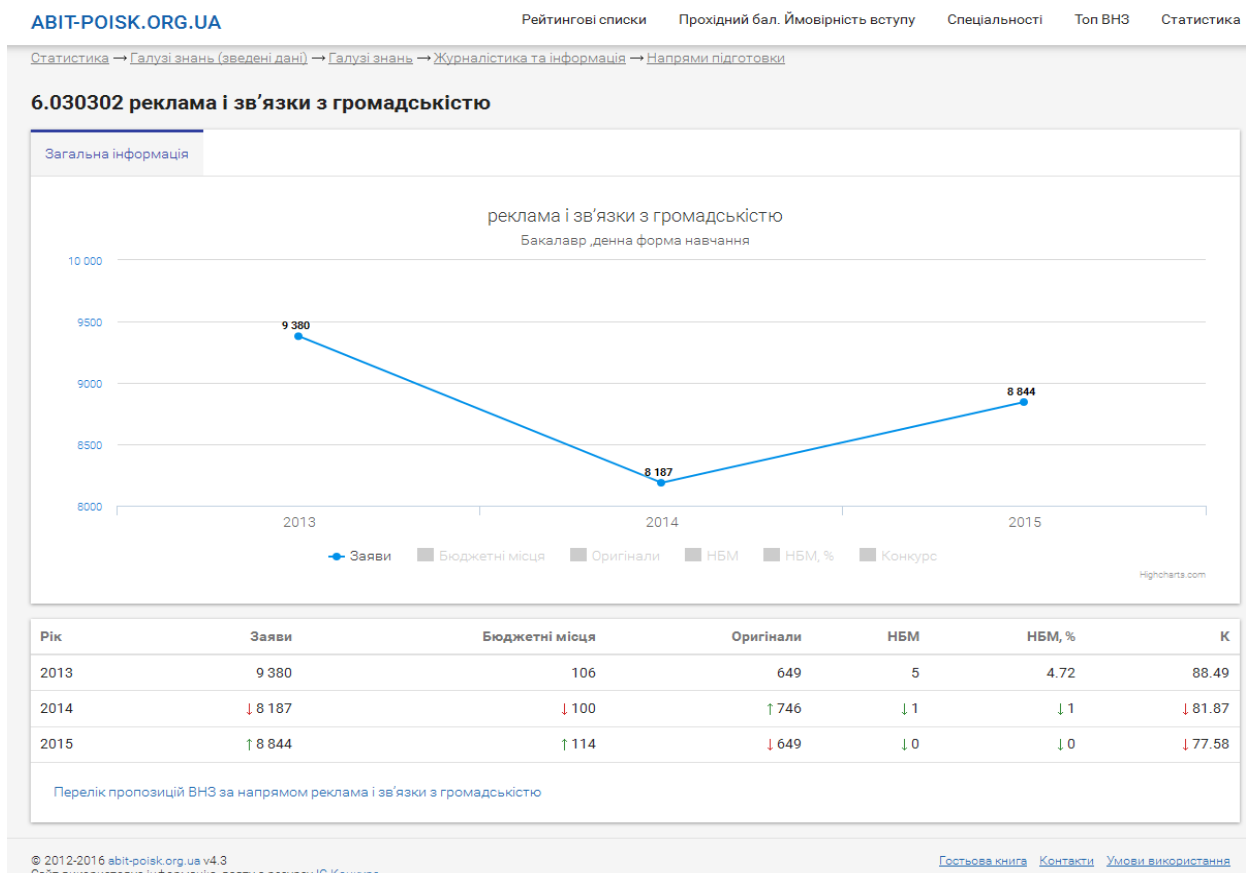 ABIT-POISK.ORG.UA Рейтингові списки Прохідний бал. Ймовірність вступу Спеціальності Топ ВНЗ Статистика
Статистика → Галузі знань (зведені дані) → Галузі знань → Журналістика та інформація → Напрями підготовки
6.030302 реклама і зв'язки з громадськістю
Загальна інформація
реклама і зв'язки з громадськістю
Бакалавр ,денна форма навчання
10 000
9500
9 380
9000
8 844
8500
8 187
8000
2013 2014 2015
Заяви Бюджетні місця Оригінали НБМ НБМ, % Конкурс
Highcharts.com
Рік Заяви Бюджетні місця Оригінали НБМ НБМ, % К
2013 9 380 106 649 5 4.72 88.49
2014 ↓ 8 187 ↓ 100 ↑ 746 ↓ 1 ↓ 1 ↓ 81.87
2015 ↑ 8 844 ↑ 114 ↓ 649 ↓ 0 ↓ 0 ↓ 77.58
Перелік пропозицій ВНЗ за напрямом реклама і зв'язки з громадськістю
© 2012-2016 abit-poisk.org.ua v4.3 Гостьова книга Контакти Умови використання